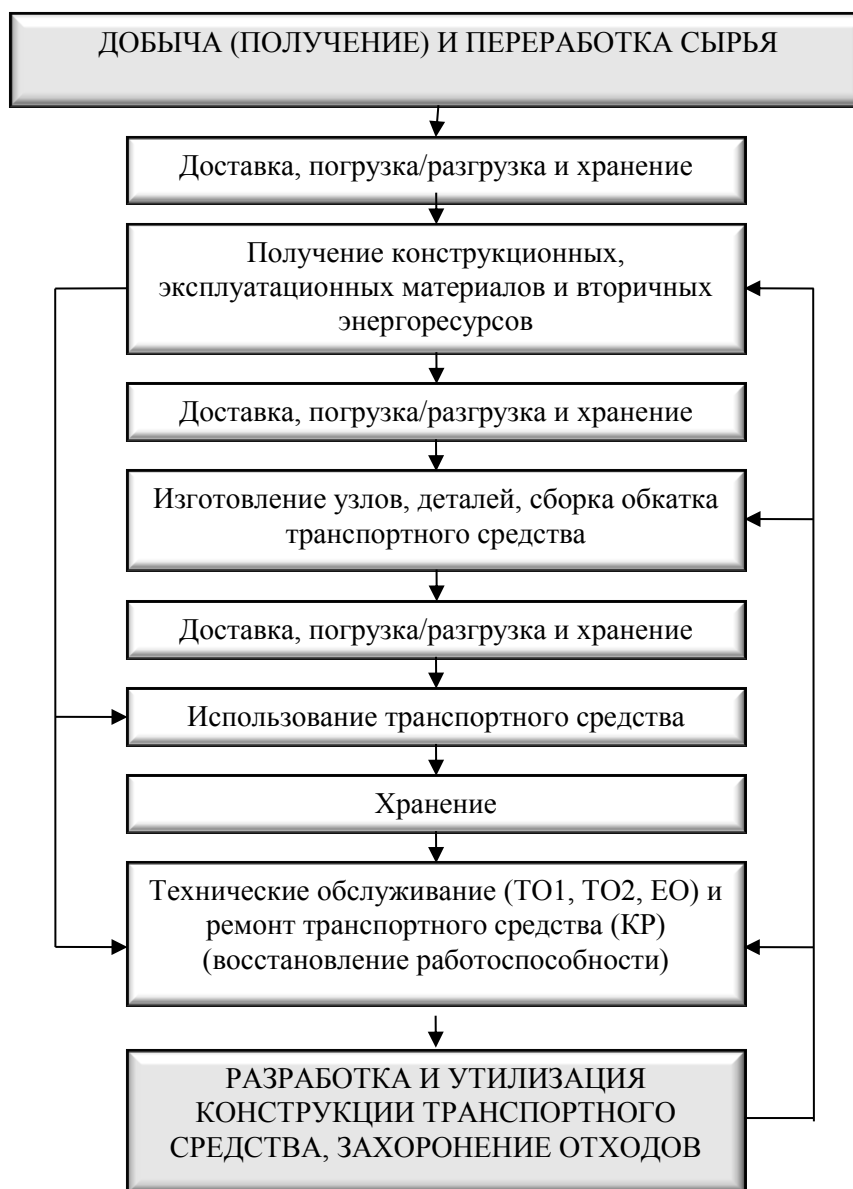 ДОБЫЧА (ПОЛУЧЕНИЕ) И ПЕРЕРАБОТКА СЫРЬЯ
Доставка, погрузка/разгрузка и хранение
Получение конструкционных,
эксплуатационных материалов и вторичных
энергоресурсов
Доставка, погрузка/разгрузка и хранение
Изготовление узлов, деталей, сборка обкатка
транспортного средства
Доставка, погрузка/разгрузка и хранение
Использование транспортного средства
Хранение
Технические обслуживание (ТО1, ТО2, ЕО) и
ремонт транспортного средства (КР)
(восстановление работоспособности)
РАЗРАБОТКА И УТИЛИЗАЦИЯ
КОНСТРУКЦИИ ТРАНСПОРТНОГО
СРЕДСТВА, ЗАХОРОНЕНИЕ ОТХОДОВ